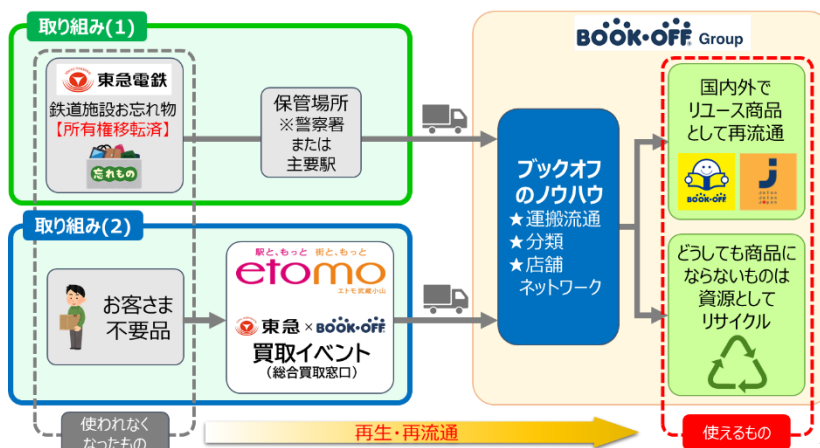 取り組み(1)
東急電鉄
鉄道施設お忘れ物
【所有権移転済】
忘れもの
保管場所
※警察署
または
主要駅
取り組み(2)
お客さま
不要品
駅と、もっと 街と、もっと
etomo
エトモ武蔵小山
東急×BOOK・OFF
買取イベント
(総合買取窓口)
BOOK・OFF Group
ブックオフ
のノウハウ
★運搬流通
★分類
★店舗
ネットワーク
国内外で
リユース商品
として再流通
BOOK・OFF
J
JALAN
JALAN
JAPAN
どうしても商品に
ならないものは
資源として
リサイクル
使われなく
なったもの
再生・再流通
使えるもの